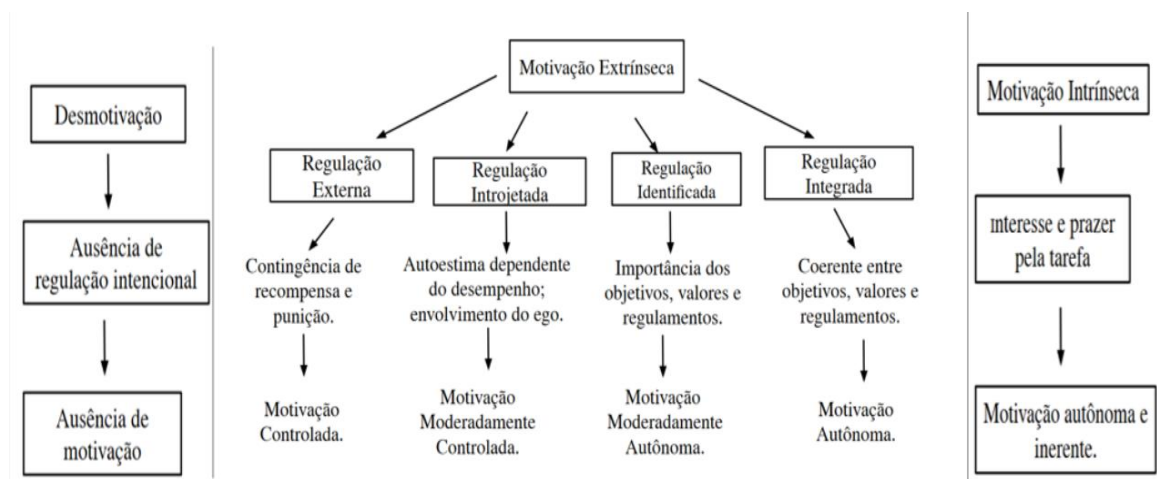 Desmotivação
Ausência de
regulação intencional
Ausência de
motivação
Motivação Extrínseca
Regulação
Externa
Contingência de
recompensa e
punição.
Motivação
Controlada.
Regulação
Introjetada
Autoestima dependente
do desempenho;
envolvimento do ego.
Motivação
Moderadamente
Controlada.
Regulação
Identificada
Importância dos
objetivos, valores e
regulamentos.
Motivação
Moderadamente
Autônoma.
Regulação
Integrada
Coerente entre
objetivos, valores e
regulamentos.
Motivação
Autônoma.
Motivação Intrínseca
Interesse e prazer
pela tarefa
Motivação autônoma e
inerente.